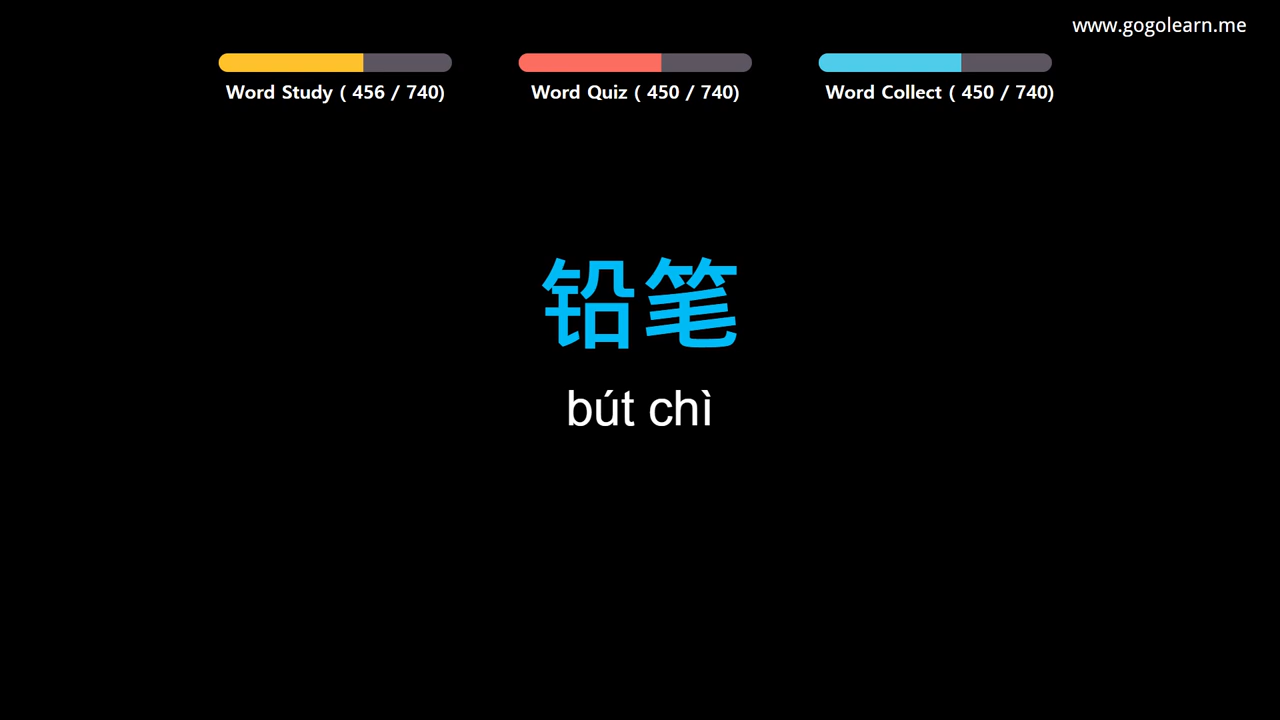 www.gogolearn.me
Word Study ( 456 / 740)
Word Quiz ( 450 / 740)
Word Collect ( 450 / 740)
铅笔
bút chì